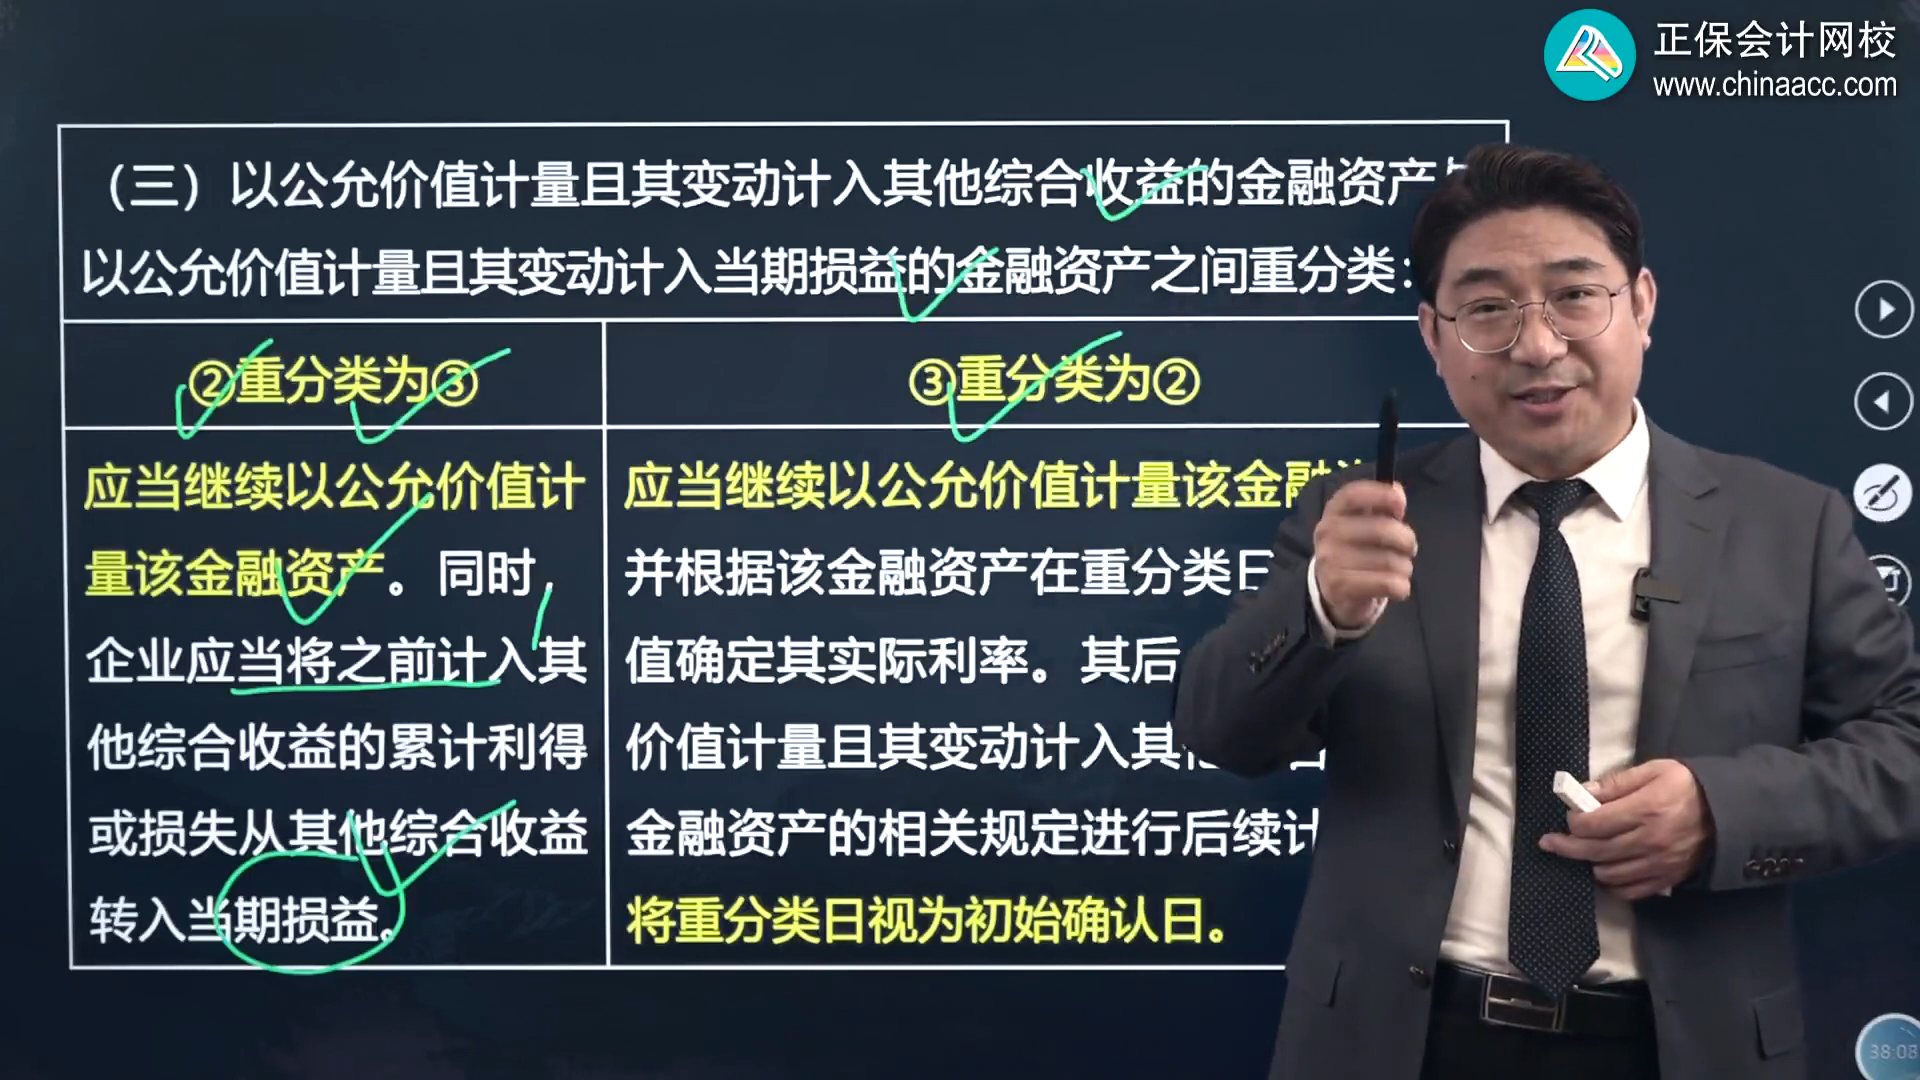 正保会计网校
www.chinaacc.com
（三）以公允价值计量且其变动计入其他综合收益的金融资产
以公允价值计量且其变动计入当期损益的金融资产之间重分类：
②重分类为③
③重分类为②
应当继续以公允价值计
量该金融资产。同时，
企业应当将之前计入其
他综合收益的累计利得
或损失从其他综合收益
转入当期损益。
应当继续以公允价值计量该金融
并根据该金融资产在重分类日
值确定其实际利率。其后
价值计量且其变动计入其
金融资产的相关规定进行后续计
将重分类日视为初始确认日。
38:08